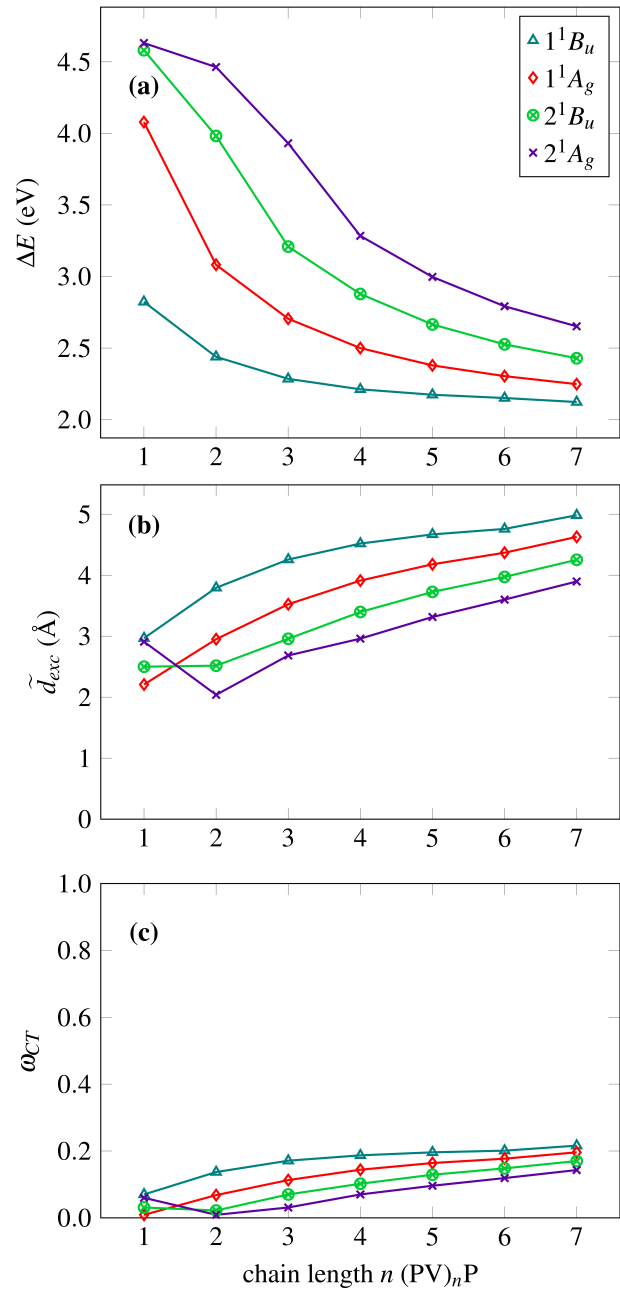 (a)
1¹Bᵤ
1¹A_g
2¹Bᵤ
2¹A_g
4.5
4.0
3.5
3.0
2.5
2.0
ΔE (eV)
1 2 3 4 5 6 7
(b)
5
4
3
2
1
0
d̃_exc (Å)
1 2 3 4 5 6 7
(c)
1.0
0.8
0.6
0.4
0.2
0.0
ω_CT
1 2 3 4 5 6 7
chain length n (PV)ₙP